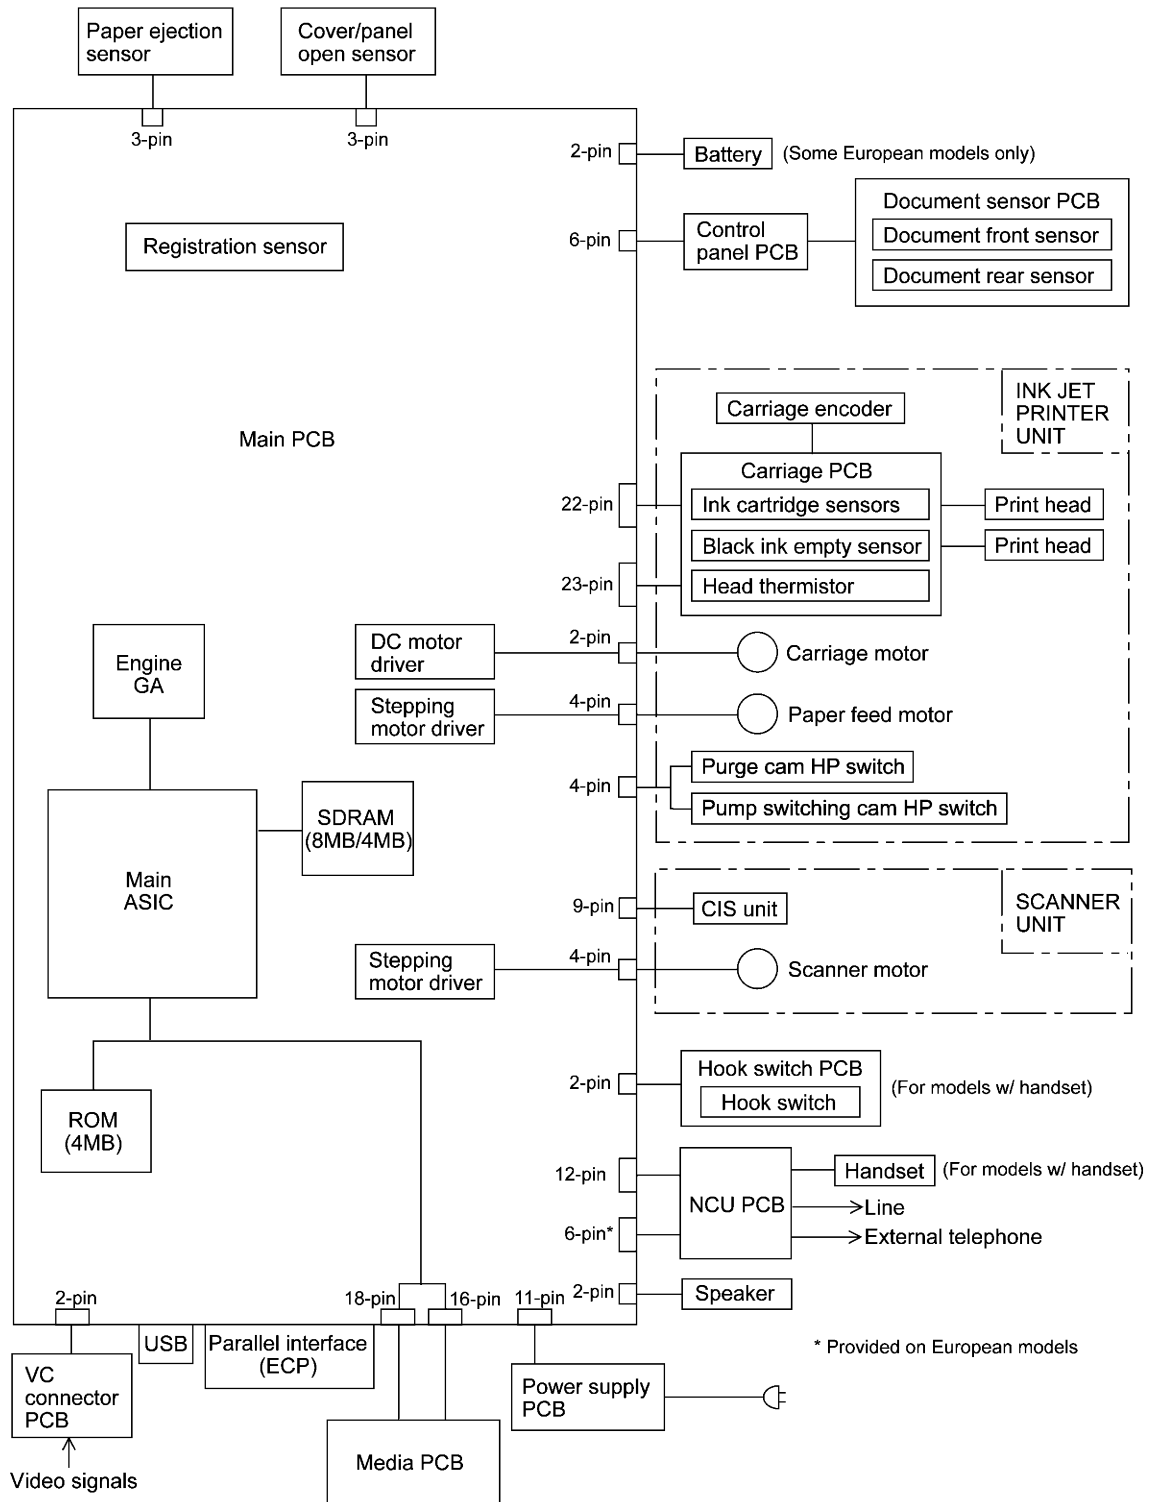 Paper ejection
sensor
Cover/panel
open sensor
3-pin
3-pin
2-pin
Battery
(Some European models only)
Registration sensor
6-pin
Control
panel PCB
Document sensor PCB
Document front sensor
Document rear sensor
Main PCB
INK JET
PRINTER
UNIT
Carriage encoder
Carriage PCB
22-pin
Ink cartridge sensors
Print head
Black ink empty sensor
Print head
23-pin
Head thermistor
Engine
GA
DC motor
driver
2-pin
Carriage motor
Stepping
motor driver
4-pin
Paper feed motor
4-pin
Purge cam HP switch
Pump switching cam HP switch
SDRAM
(8MB/4MB)
Main
ASIC
9-pin
CIS unit
SCANNER
UNIT
Stepping
motor driver
4-pin
Scanner motor
2-pin
Hook switch PCB
Hook switch
(For models w/ handset)
ROM
(4MB)
12-pin
NCU PCB
Handset
(For models w/ handset)
Line
6-pin*
External telephone
2-pin
18-pin
16-pin
11-pin
2-pin
Speaker
USB
Parallel interface
(ECP)
* Provided on European models
VC
connector
PCB
Power supply
PCB
Media PCB
Video signals